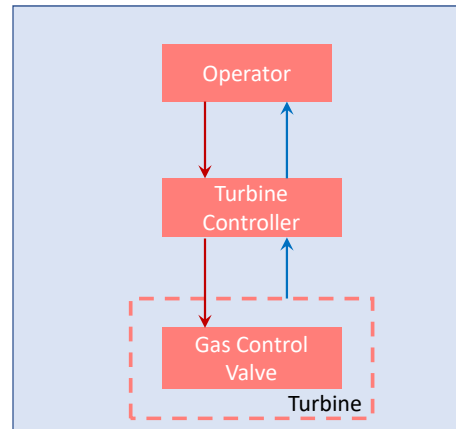 Operator
Turbine
Controller
Gas Control
Valve
Turbine